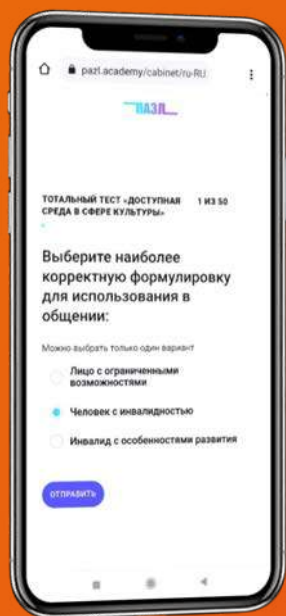 pazl.academy/cabinet/ru-RU
ПАЗЛ
ТОТАЛЬНЫЙ ТЕСТ «ДОСТУПНАЯ 1 ИЗ 50
СРЕДА В СФЕРЕ КУЛЬТУРЫ»
Выберите наиболее
корректную формулировку
для использования в
общении:
Можно выбрать только один вариант
Лицо с ограниченными
возможностями
Человек с инвалидностью
Инвалид с особенностями развития
ОТПРАВИТЬ